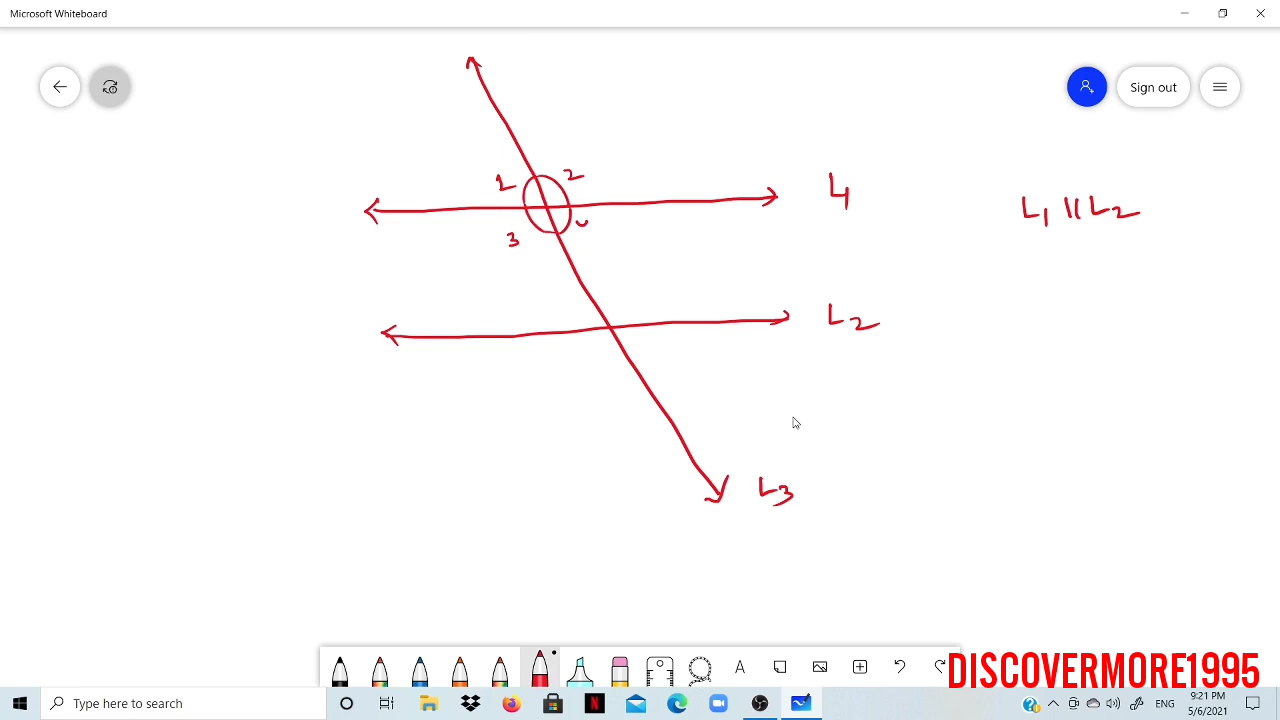 Microsoft Whiteboard
Sign out
1
2
3
L1
L1 || L2
L2
L3
A
DISCOVERMORE1995
Type here to search
ENG
9:21 PM
5/6/2021